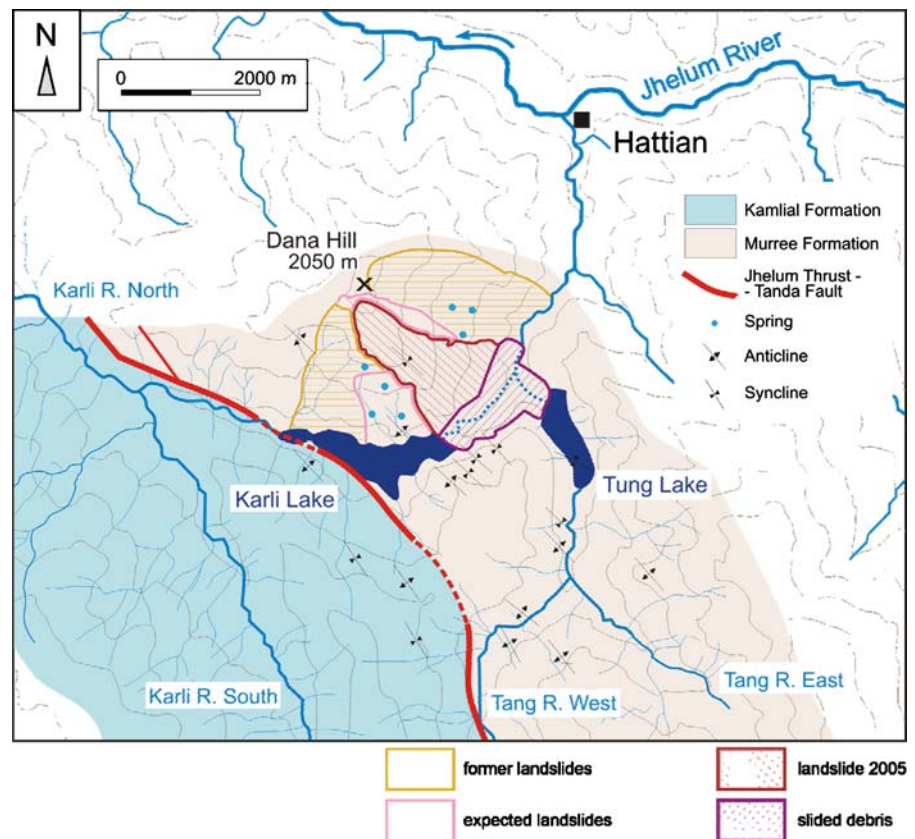 N
0 2000 m
Jhelum River
Hattian
Kamlial Formation
Murree Formation
Jhelum Thrust -
- Tanda Fault
Spring
Anticline
Syncline
Dana Hill
2050 m
Karli R. North
Karli Lake
Tung Lake
Karli R. South
Tang R. West
Tang R. East
former landslides
landslide 2005
expected landslides
slided debris